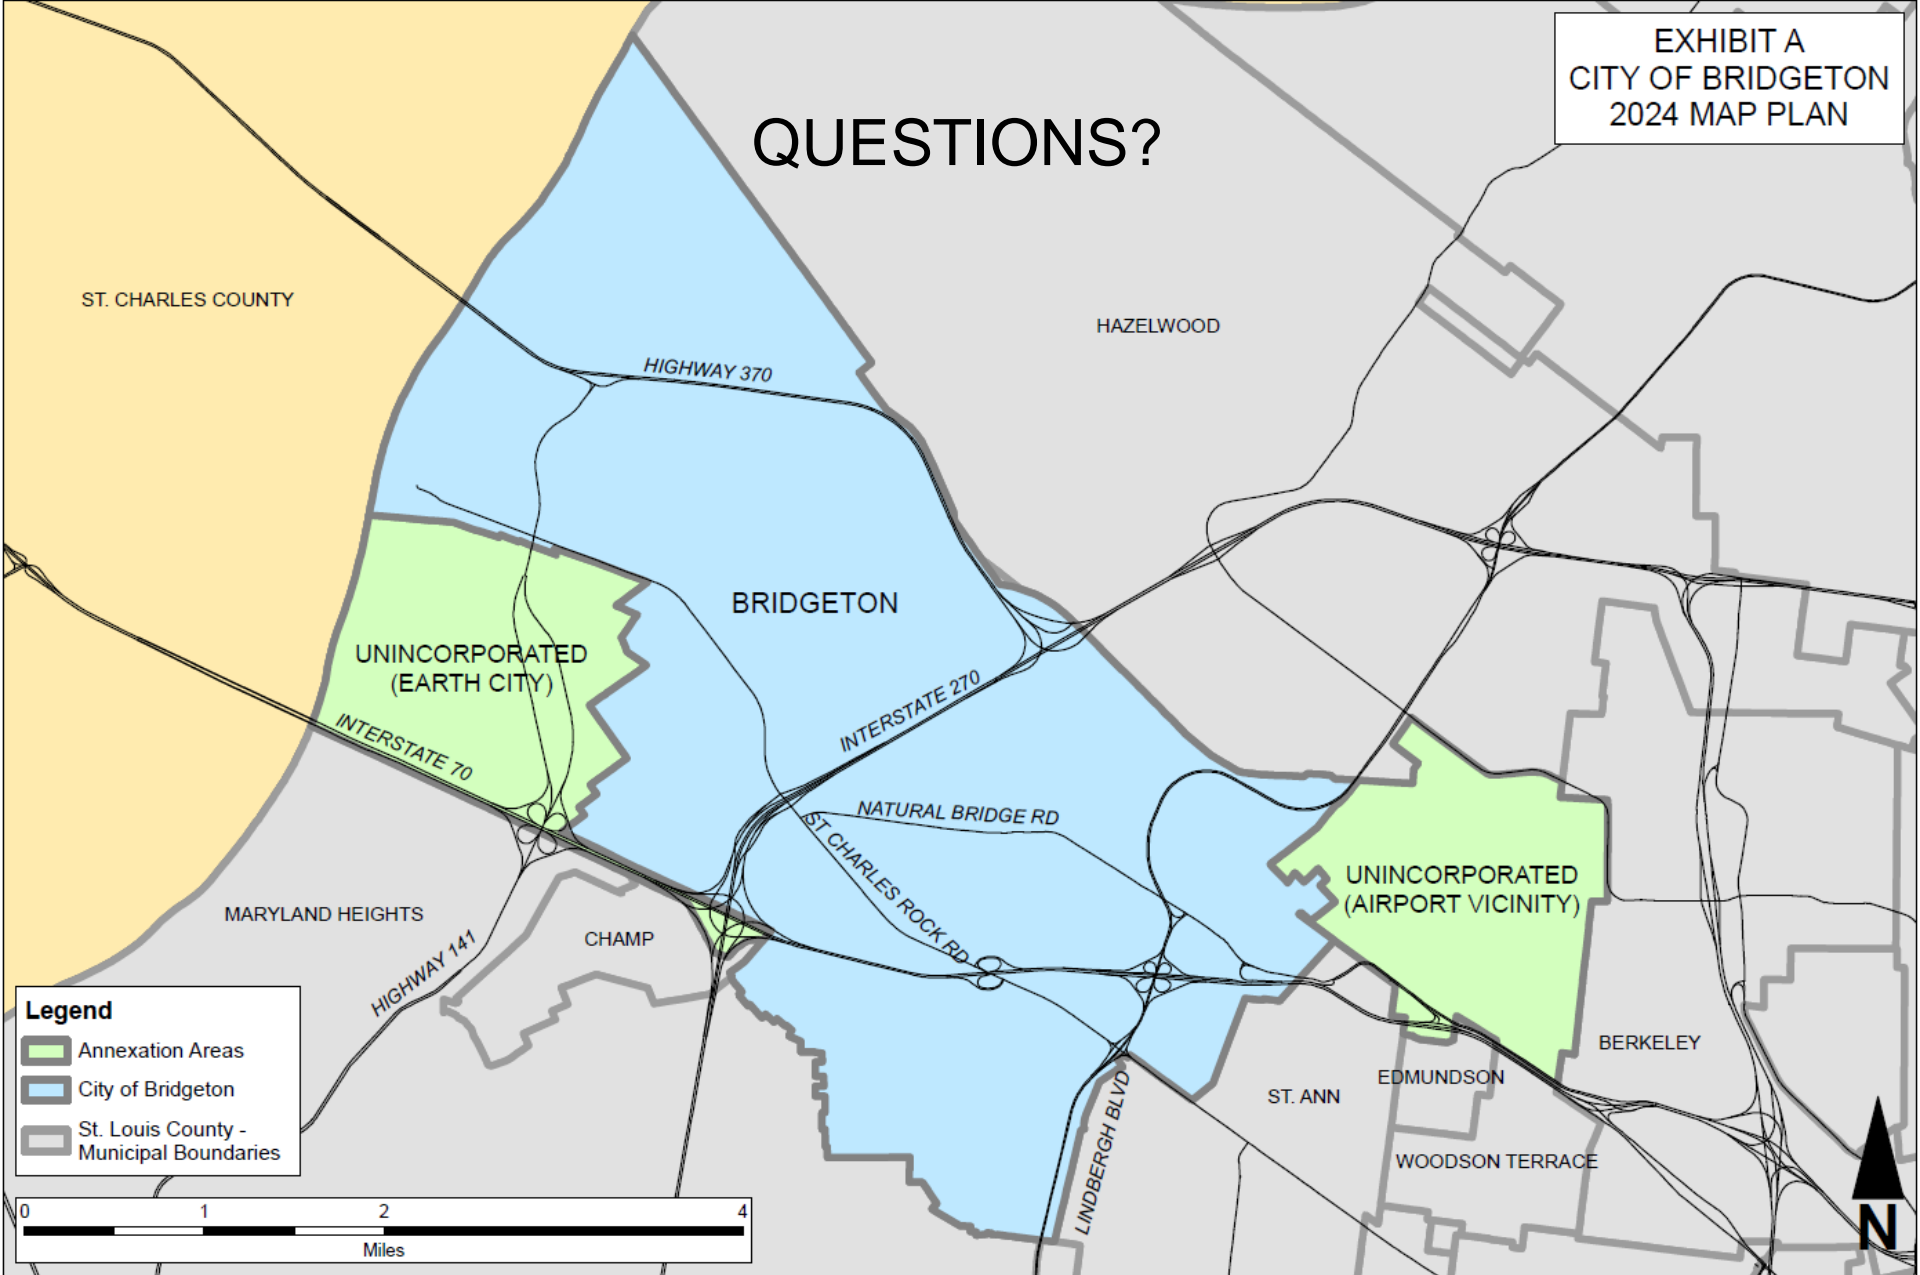 EXHIBIT A
CITY OF BRIDGETON
2024 MAP PLAN
QUESTIONS?
ST. CHARLES COUNTY
HAZELWOOD
HIGHWAY 370
BRIDGETON
UNINCORPORATED
(EARTH CITY)
INTERSTATE 270
INTERSTATE 70
NATURAL BRIDGE RD
ST CHARLES ROCK RD
UNINCORPORATED
(AIRPORT VICINITY)
MARYLAND HEIGHTS
CHAMP
HIGHWAY 141
BERKELEY
EDMUNDSON
ST. ANN
LINDBERGH BLVD
WOODSON TERRACE
Legend
Annexation Areas
City of Bridgeton
St. Louis County -
Municipal Boundaries
0 1 2 4
Miles
N